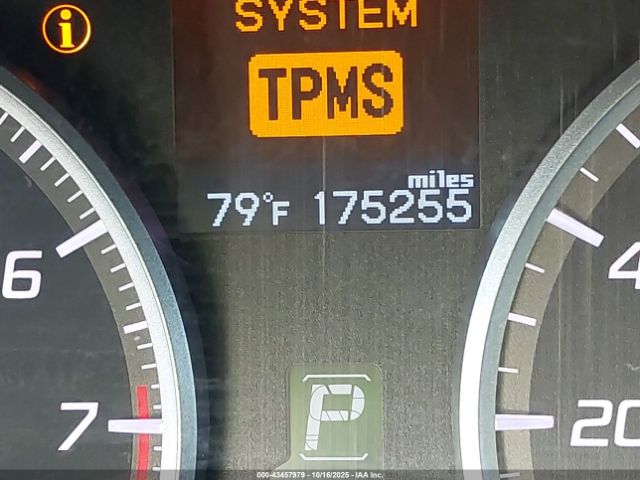 i
SYSTEM
TPMS
miles
79°F 175255
6
4
7
20
P
000-43457979 - 10/16/2025 - IAA Inc.